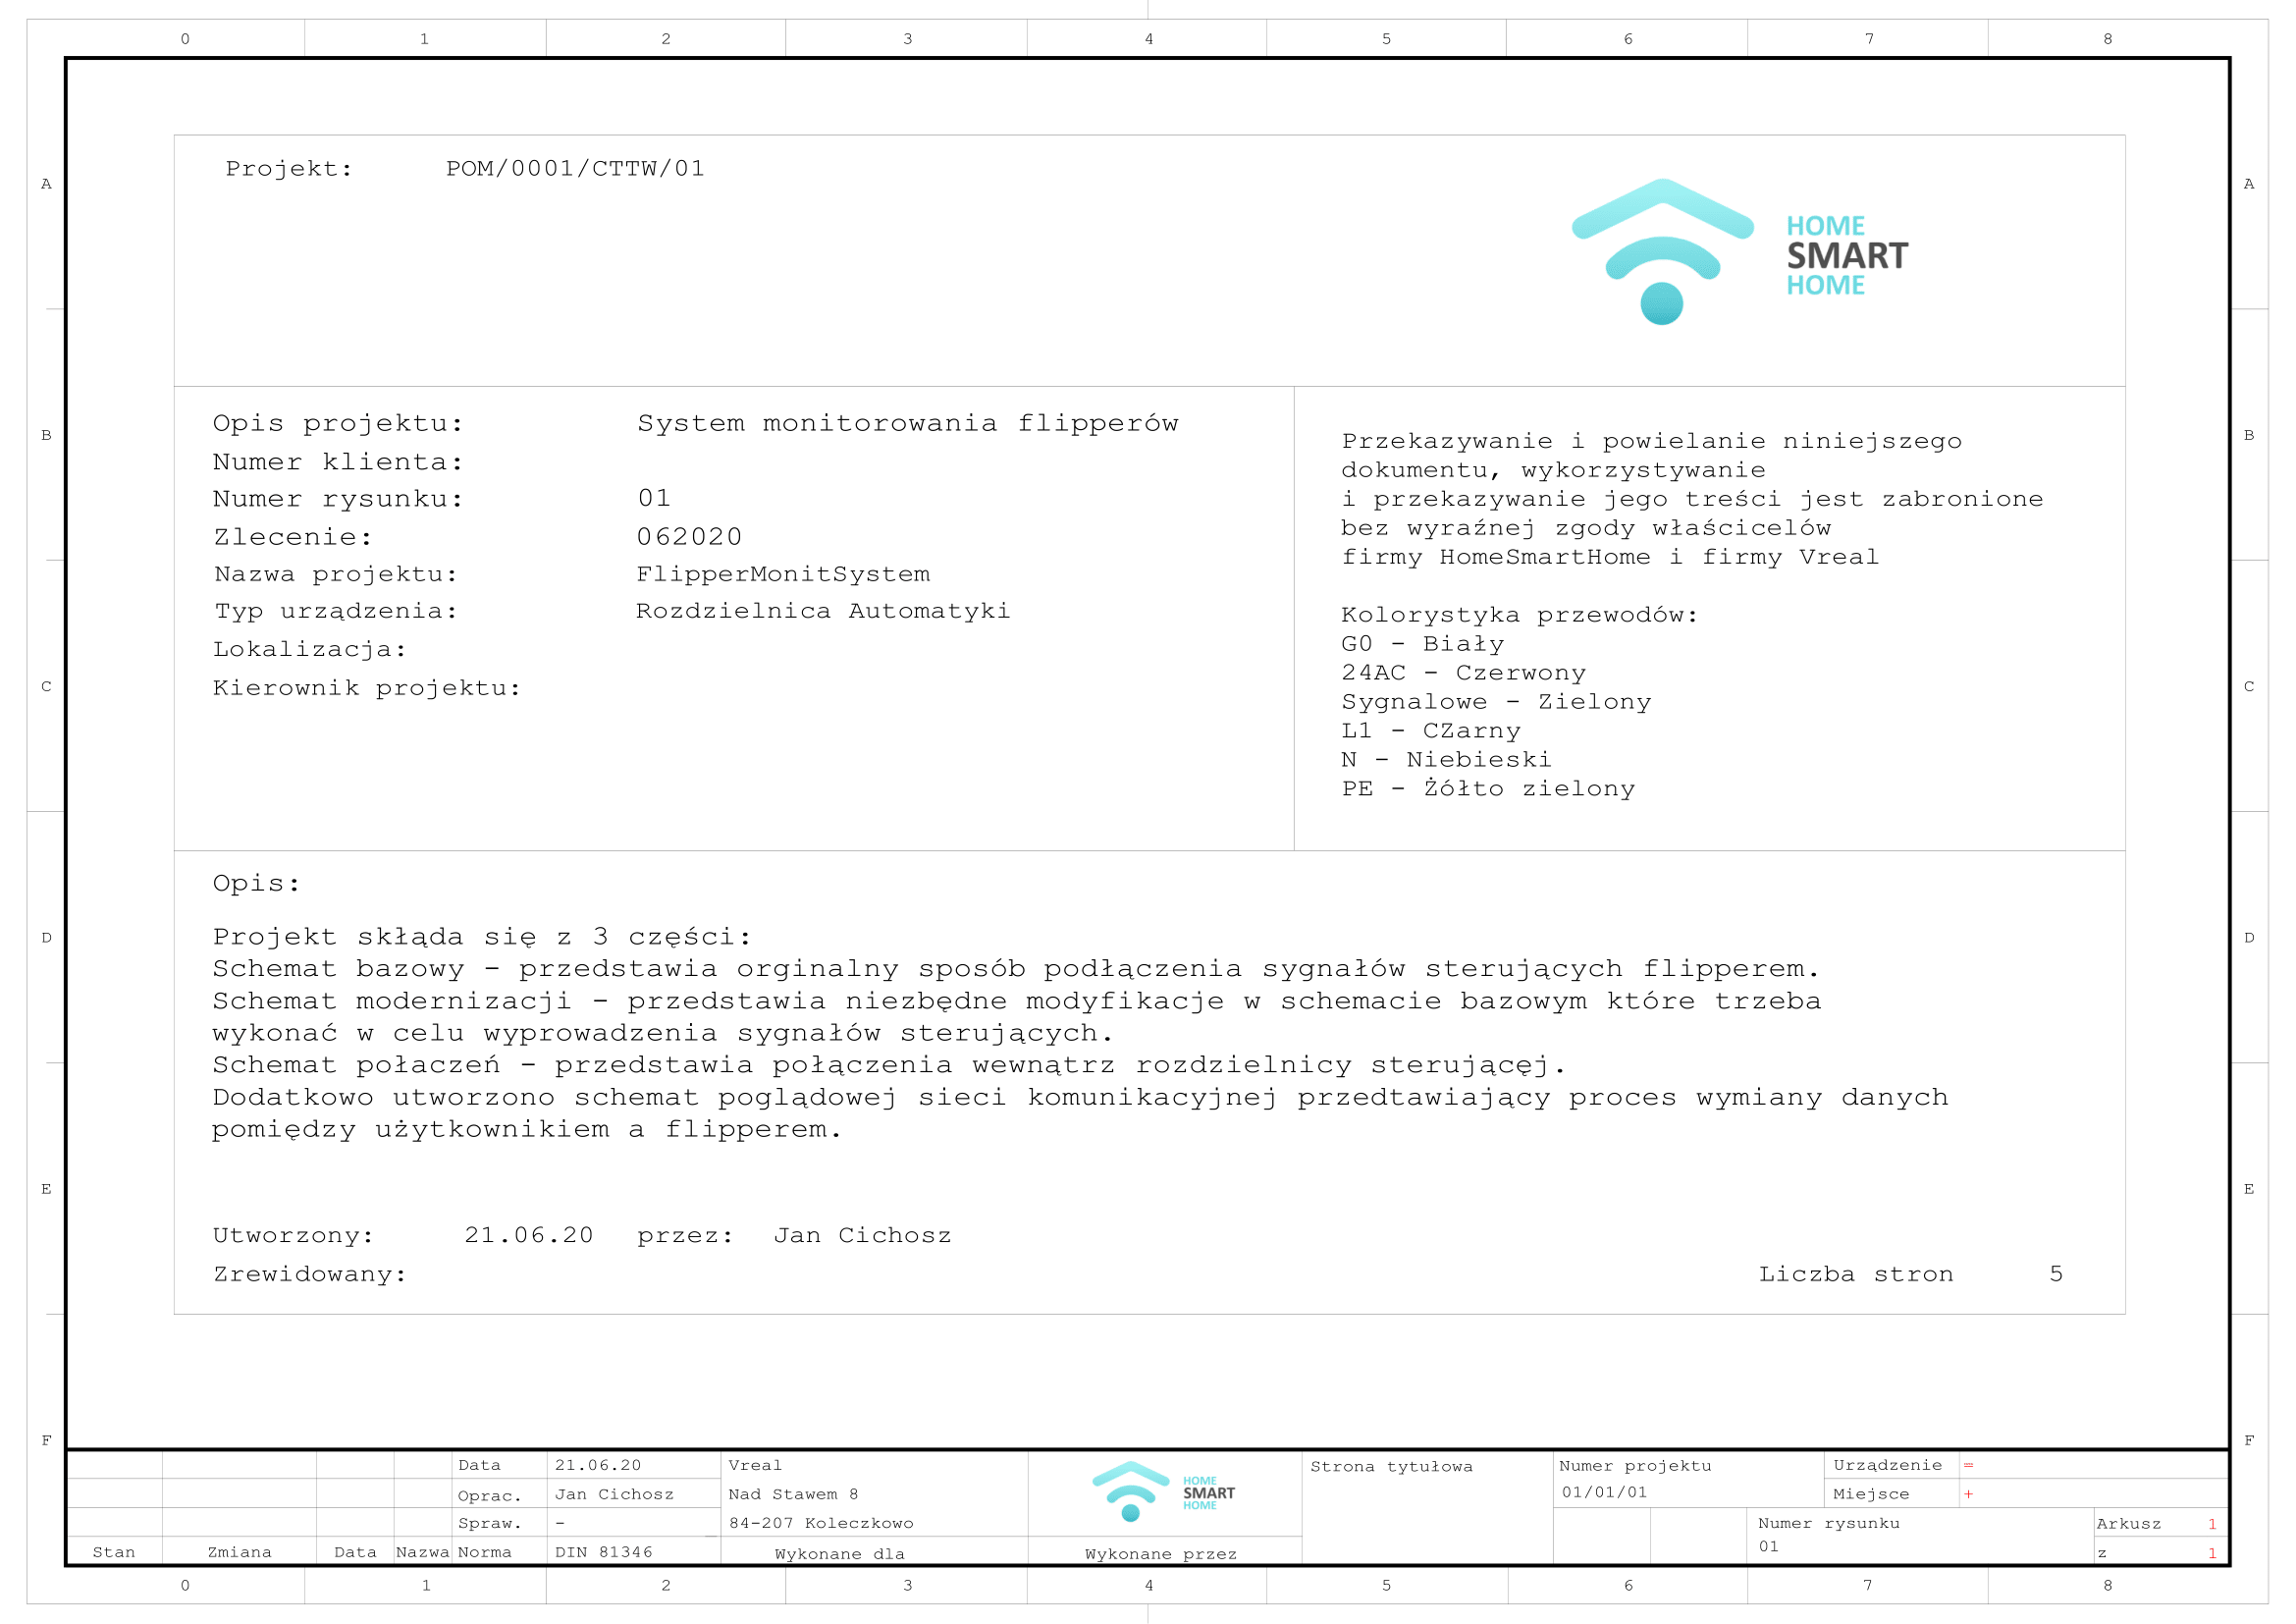 0 1 2 3 4 5 6 7 8
A A
Projekt: POM/0001/CTTW/01
HOME
SMART
HOME
B B
Opis projektu: System monitorowania flipperów
Numer klienta:
Numer rysunku: 01
Zlecenie: 062020
Nazwa projektu: FlipperMonitSystem
Typ urządzenia: Rozdzielnica Automatyki
Lokalizacja:
Kierownik projektu:
Przekazywanie i powielanie niniejszego
dokumentu, wykorzystywanie
i przekazywanie jego treści jest zabronione
bez wyraźnej zgody właścicelów
firmy HomeSmartHome i firmy Vreal
Kolorystyka przewodów:
G0 - Biały
24AC - Czerwony
Sygnalowe - Zielony
L1 - CZarny
N - Niebieski
PE - Żółto zielony
C C
Opis:
D D
Projekt skłąda się z 3 części:
Schemat bazowy - przedstawia orginalny sposób podłączenia sygnałów sterujących flipperem.
Schemat modernizacji - przedstawia niezbędne modyfikacje w schemacie bazowym które trzeba
wykonać w celu wyprowadzenia sygnałów sterujących.
Schemat połaczeń - przedstawia połączenia wewnątrz rozdzielnicy sterującęj.
Dodatkowo utworzono schemat poglądowej sieci komunikacyjnej przedtawiający proces wymiany danych
pomiędzy użytkownikiem a flipperem.
E E
Utworzony: 21.06.20 przez: Jan Cichosz
Zrewidowany: Liczba stron 5
F F
Data 21.06.20
Oprac. Jan Cichosz
Spraw. -
Stan Zmiana Data Nazwa Norma DIN 81346
Vreal
Nad Stawem 8
84-207 Koleczkowo
Wykonane dla
HOME
SMART
HOME
Wykonane przez
Strona tytułowa
Numer projektu
01/01/01
Urządzenie =
Miejsce +
Numer rysunku
01
Arkusz 1
z 1
0 1 2 3 4 5 6 7 8